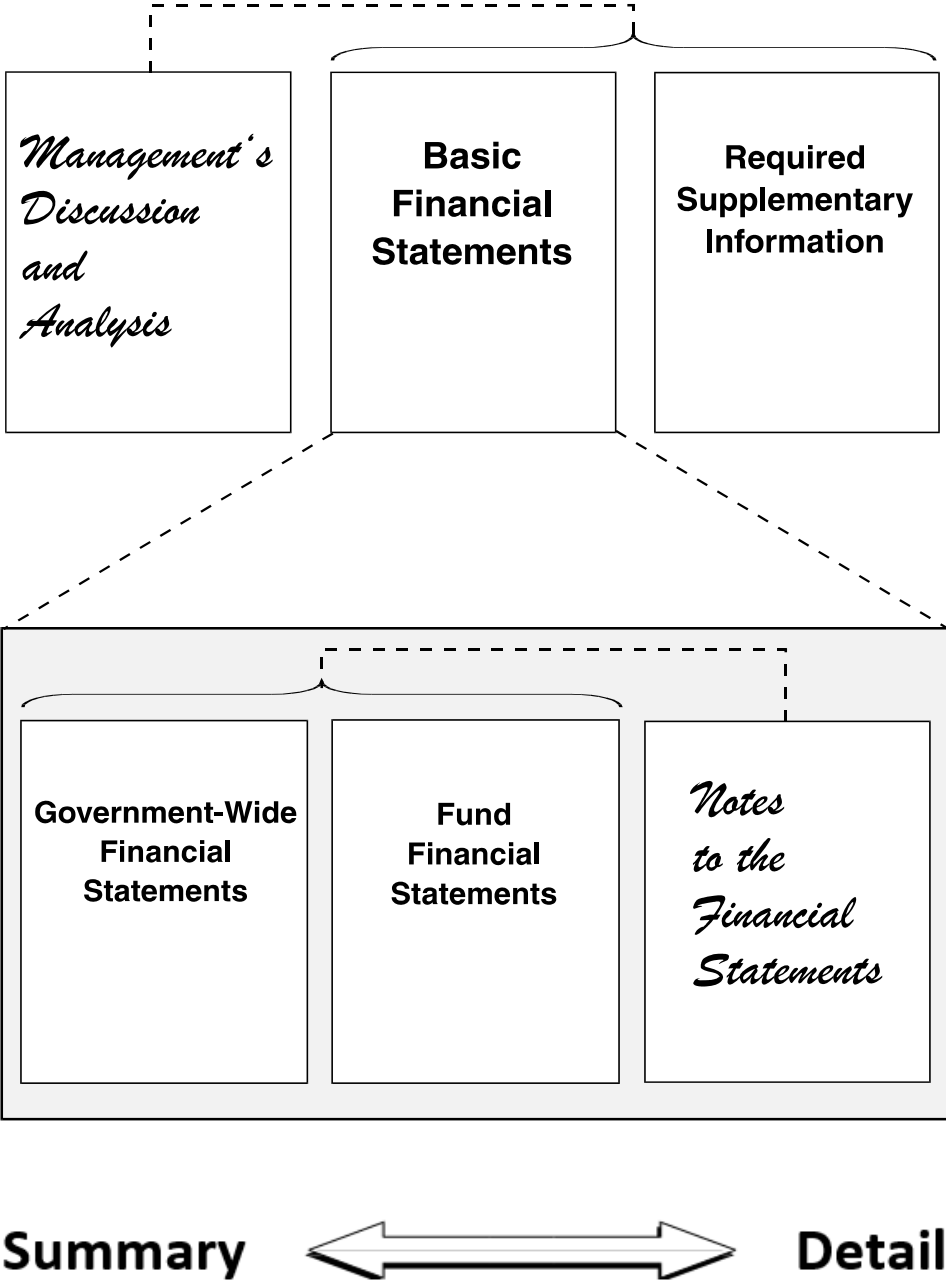 Management's
Discussion
and
Analysis
Basic
Financial
Statements
Required
Supplementary
Information
Government-Wide
Financial
Statements
Fund
Financial
Statements
Notes
to the
Financial
Statements
Summary
Detail